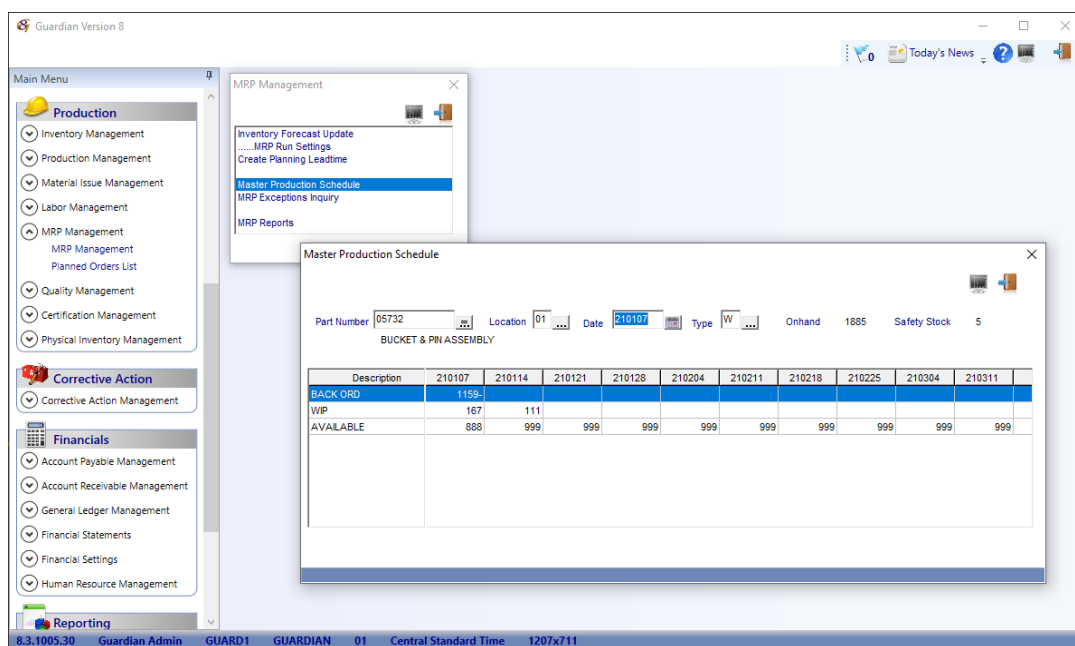 Guardian Version 8
0 Today's News
Main Menu
Production
Inventory Management
Production Management
Material Issue Management
Labor Management
MRP Management
MRP Management
Planned Orders List
Quality Management
Certification Management
Physical Inventory Management
Corrective Action
Corrective Action Management
Financials
Account Payable Management
Account Receivable Management
General Ledger Management
Financial Statements
Financial Settings
Human Resource Management
Reporting
MRP Management
Inventory Forecast Update
......MRP Run Settings
Create Planning Leadtime
Master Production Schedule
MRP Exceptions Inquiry
MRP Reports
Master Production Schedule
Part Number 05732 ... Location 01 ... Date 210107 Type W ... Onhand 1885 Safety Stock 5
BUCKET & PIN ASSEMBLY
Description 210107 210114 210121 210128 210204 210211 210218 210225 210304 210311
BACK ORD 1159-
WIP 167 111
AVAILABLE 888 999 999 999 999 999 999 999 999 999
8.3.1005.30 Guardian Admin GUARD1 GUARDIAN 01 Central Standard Time 1207x711